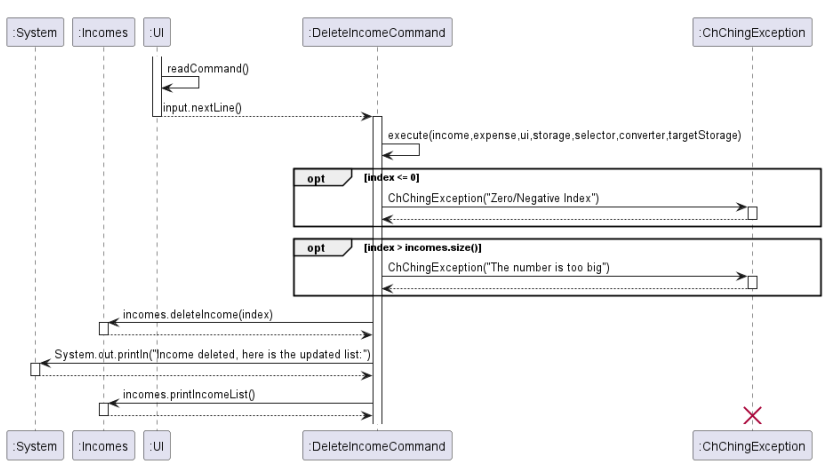 :System :Incomes :UI :DeleteIncomeCommand :ChChingException
readCommand()
input.nextLine()
execute(income,expense,ui,storage,selector,converter,targetStorage)
opt [index <= 0]
ChChingException("Zero/Negative Index")
opt [index > incomes.size()]
ChChingException("The number is too big")
incomes.deleteIncome(index)
System.out.println("Income deleted, here is the updated list:")
incomes.printIncomeList()
:System :Incomes :UI :DeleteIncomeCommand :ChChingException